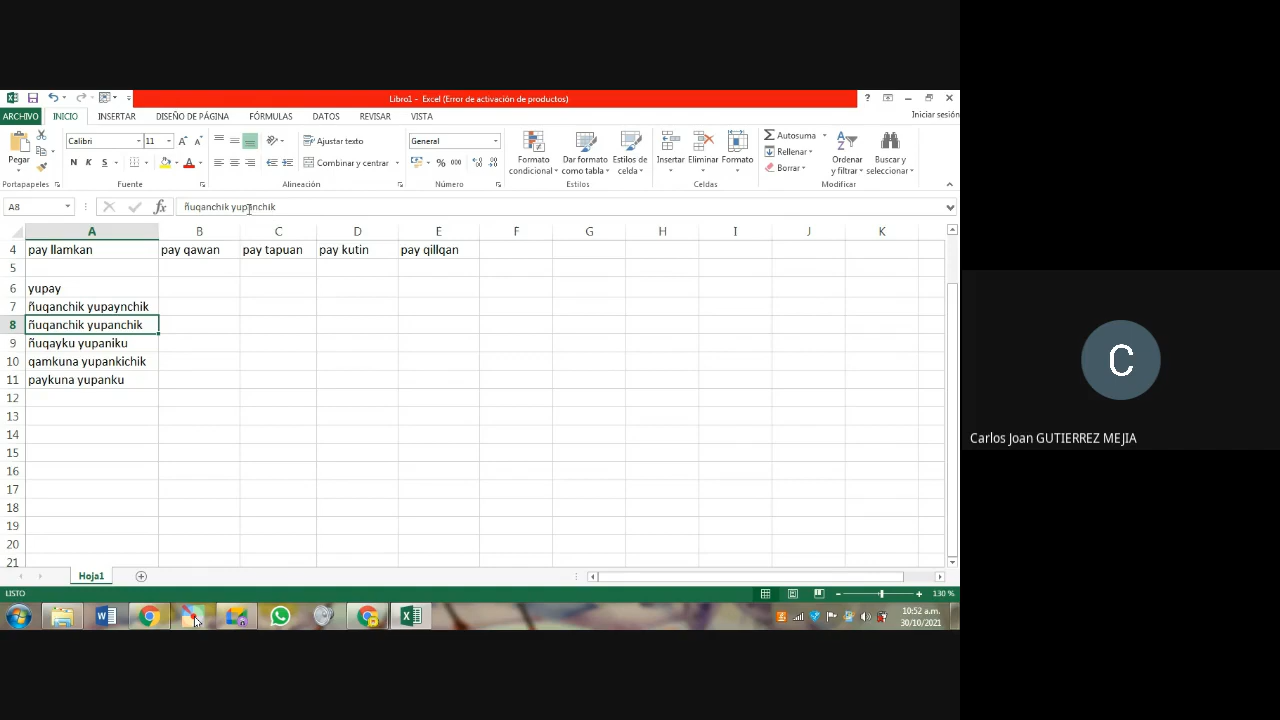 Libro1 - Excel (Error de activación de productos)
ARCHIVO INICIO INSERTAR DISEÑO DE PÁGINA FÓRMULAS DATOS REVISAR VISTA Iniciar sesión
Pegar
Calibri 11
N K S
Ajustar texto
Combinar y centrar
General
% 000
Formato condicional
Dar formato como tabla
Estilos de celda
Insertar Eliminar Formato
Autosuma
Rellenar
Borrar
Ordenar y filtrar
Buscar y seleccionar
Portapapeles Fuente Alineación Número Estilos Celdas Modificar
A8 fx ñuqanchik yupanchik
A B C D E F G H I J K
4 pay llamkan pay qawan pay tapuan pay kutin pay qillqan
5
6 yupay
7 ñuqanchik yupaynchik
8 ñuqanchik yupanchik
9 ñuqayku yupaniku
10 qamkuna yupankichik
11 paykuna yupanku
12
13
14
15
16
17
18
19
20
21
Hoja1
LISTO 130 %
10:52 a.m.
30/10/2021
C
Carlos Joan GUTIERREZ MEJIA